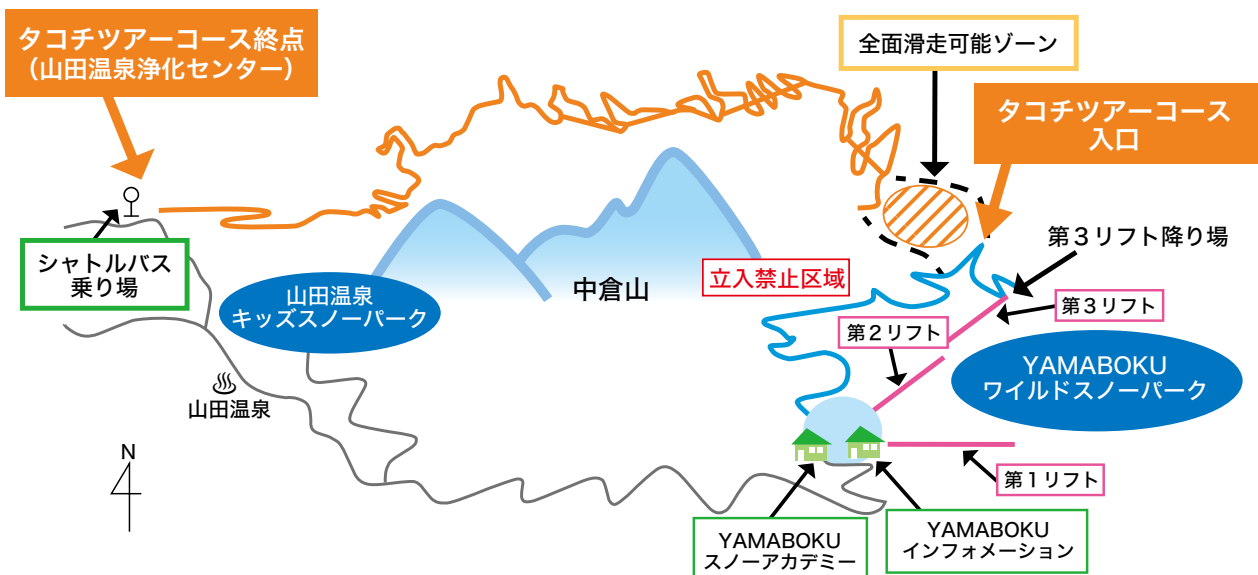 タコチツアーコース終点
(山田温泉浄化センター)
全面滑走可能ゾーン
タコチツアーコース
入口
シャトルバス
乗り場
第3リフト降り場
立入禁止区域
中倉山
山田温泉
キッズスノーパーク
第3リフト
第2リフト
YAMABOKU
ワイルドスノーパーク
山田温泉
N
第1リフト
YAMABOKU
スノーアカデミー
YAMABOKU
インフォメーション